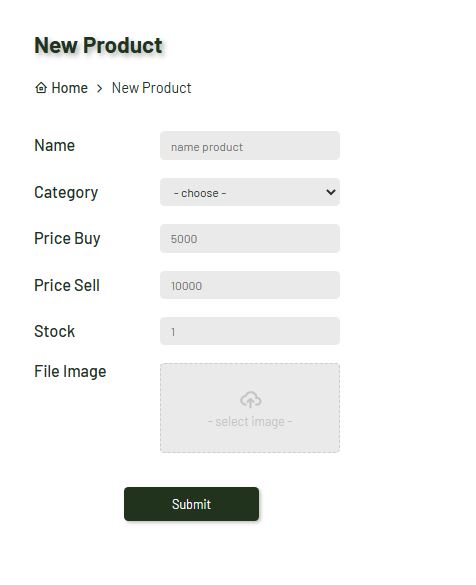 New Product
Home > New Product
Name
name product
Category
- choose -
Price Buy
5000
Price Sell
10000
Stock
1
File Image
- select image -
Submit